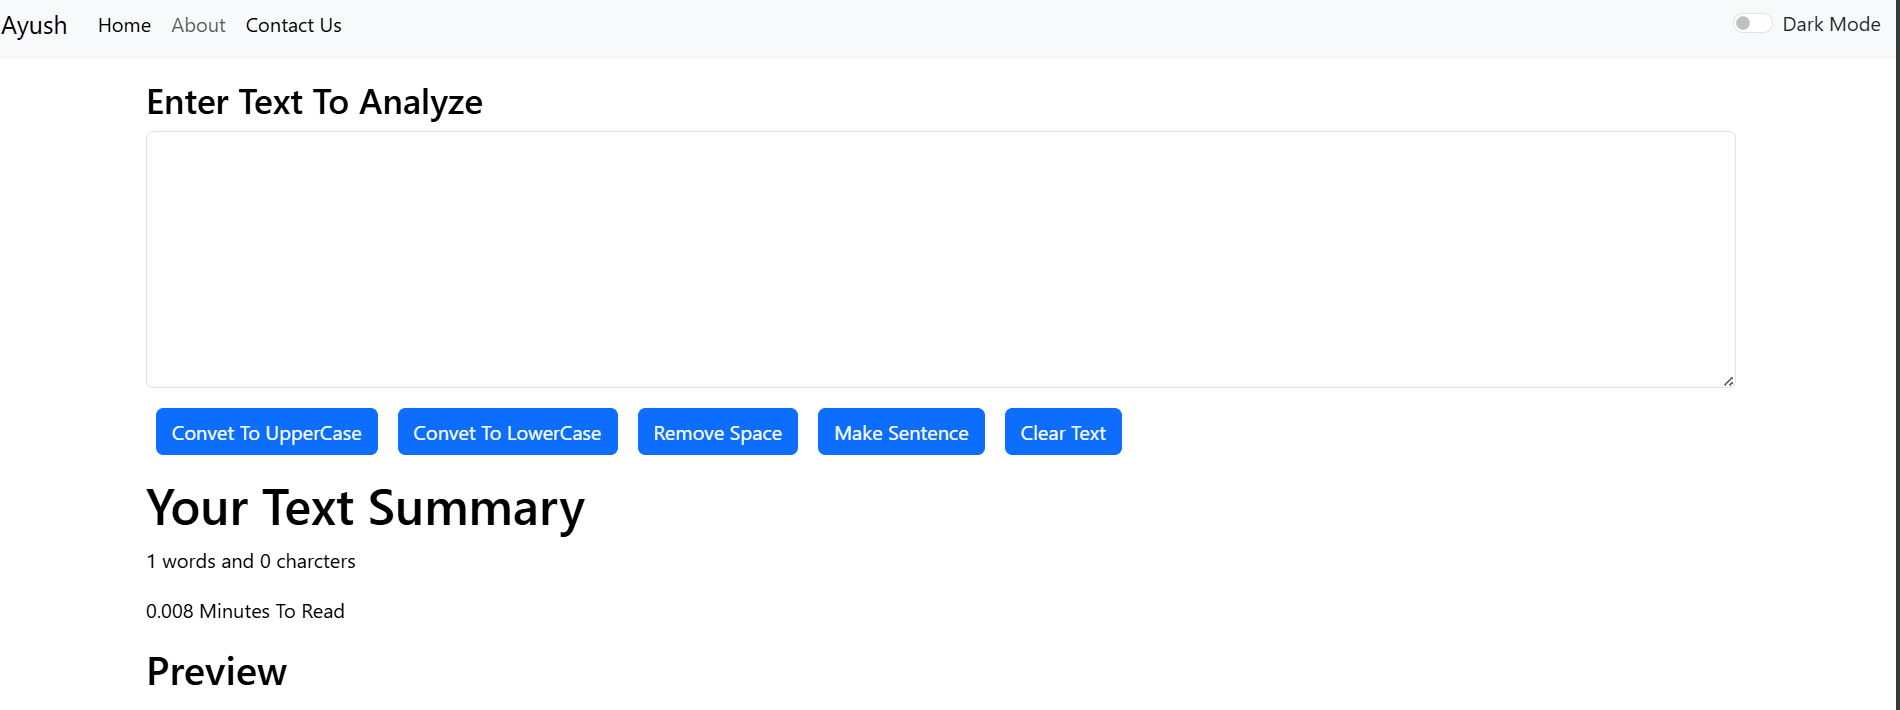 Ayush Home About Contact Us Dark Mode
Enter Text To Analyze
Convet To UpperCase Convet To LowerCase Remove Space Make Sentence Clear Text
Your Text Summary
1 words and 0 charcters
0.008 Minutes To Read
Preview